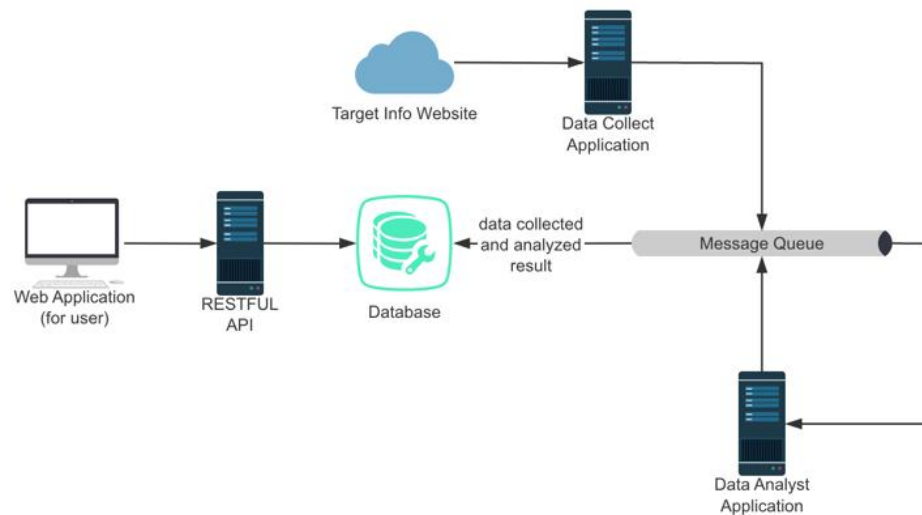 Target Info Website
Data Collect
Application
Web Application
(for user)
RESTFUL
API
Database
data collected
and analyzed
result
Message Queue
Data Analyst
Application